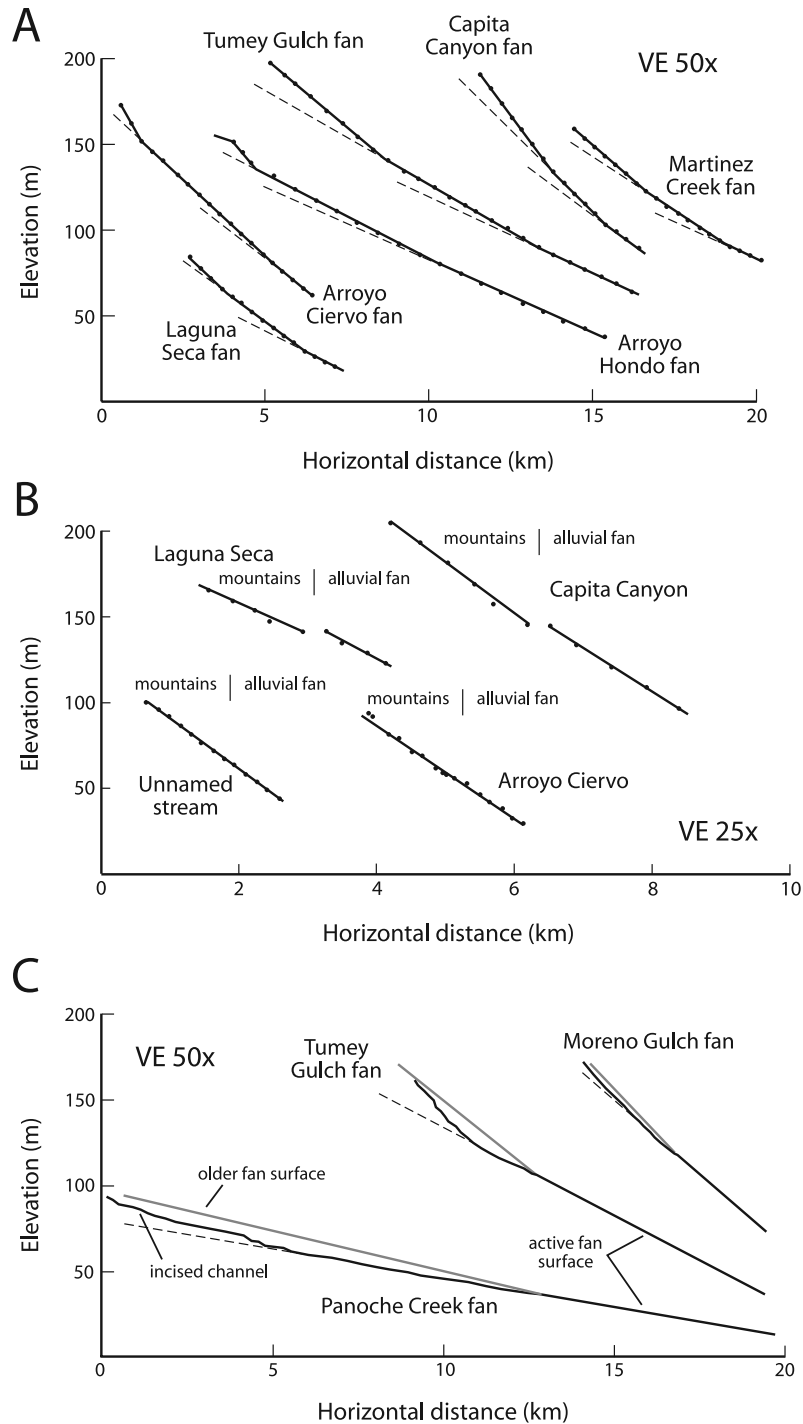 A
Tumey Gulch fan
Capita
Canyon fan
VE 50x
200
150
100
50
Elevation (m)
Martinez
Creek fan
Arroyo
Ciervo fan
Laguna
Seca fan
Arroyo
Hondo fan
0
5
10
15
20
Horizontal distance (km)
B
200
150
100
50
Elevation (m)
mountains | alluvial fan
Laguna Seca
mountains | alluvial fan
Capita Canyon
mountains | alluvial fan
mountains | alluvial fan
Unnamed
stream
Arroyo Ciervo
VE 25x
0
2
4
6
8
10
Horizontal distance (km)
C
200
150
100
50
Elevation (m)
VE 50x
Tumey
Gulch fan
Moreno Gulch fan
older fan surface
incised channel
active fan
surface
Panoche Creek fan
0
5
10
15
20
Horizontal distance (km)